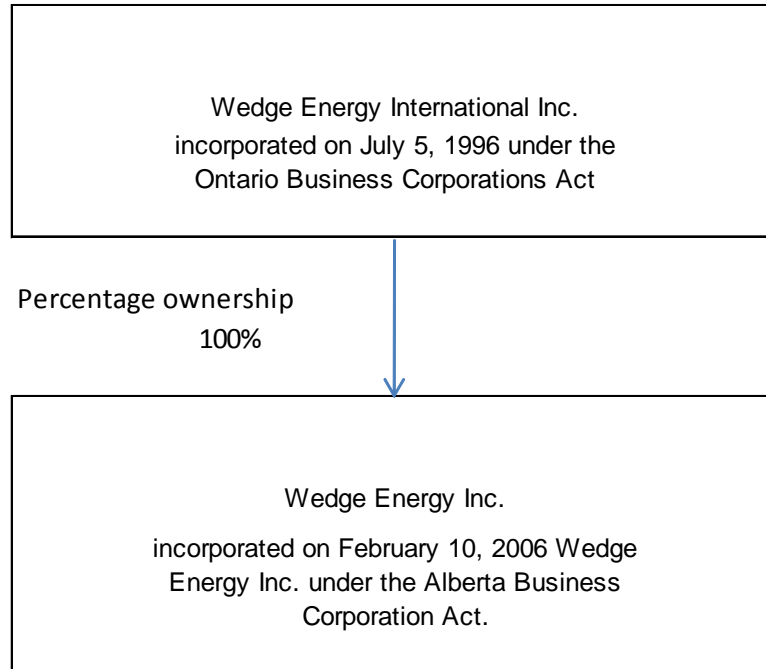 Wedge Energy International Inc.
incorporated on July 5, 1996 under the
Ontario Business Corporations Act
Percentage ownership
100%
Wedge Energy Inc.
incorporated on February 10, 2006 Wedge
Energy Inc. under the Alberta Business
Corporation Act.